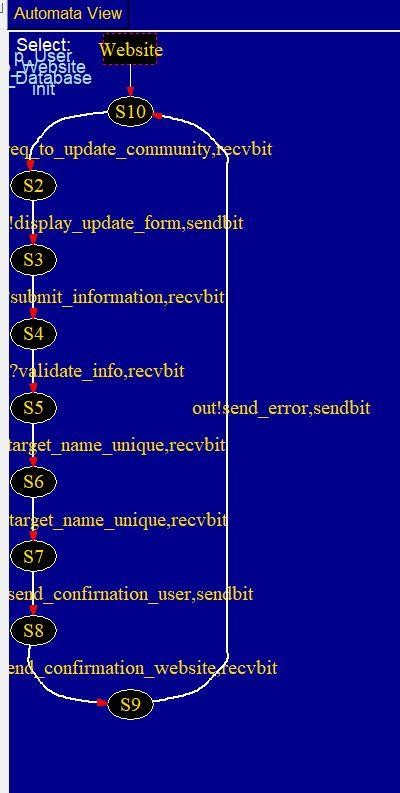 Automata View
Select:
p_User
Website
Website
Database
init
S10
req_to_update_community,recvbit
S2
!display_update_form,sendbit
S3
submit_information,recvbit
S4
?validate_info,recvbit
S5
out!send_error,sendbit
target_name_unique,recvbit
S6
target_name_unique,recvbit
S7
send_confirnation_user,sendbit
S8
end_confirmation_website,recvbit
S9